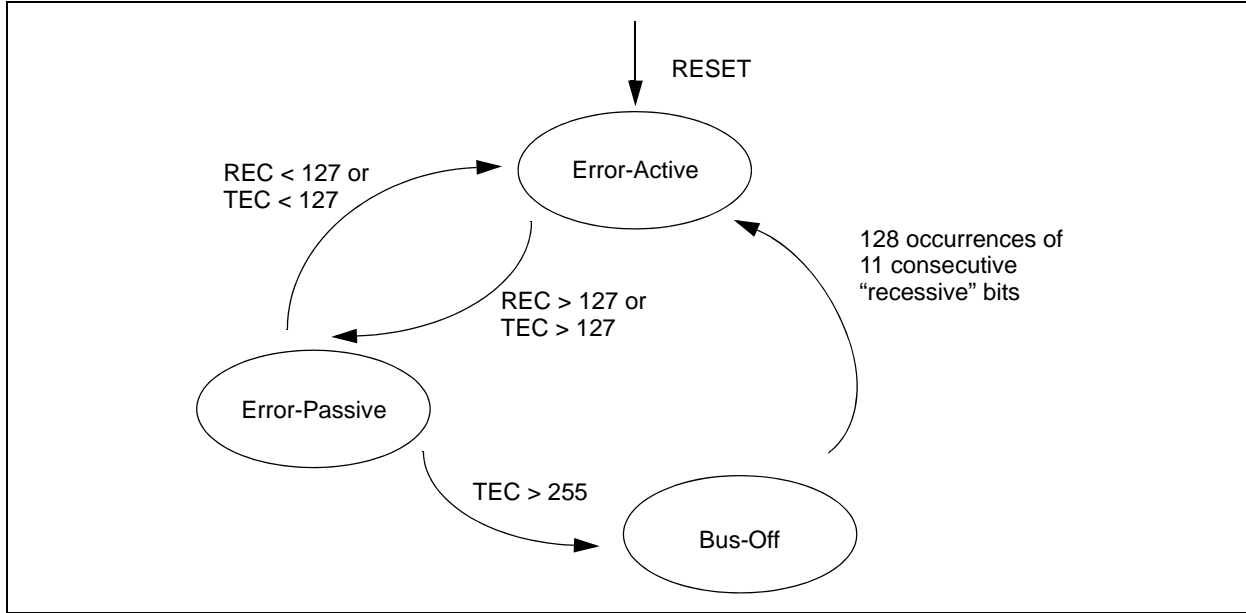 RESET
Error-Active
REC < 127 or
TEC < 127
128 occurrences of
11 consecutive
“recessive” bits
REC > 127 or
TEC > 127
Error-Passive
TEC > 255
Bus-Off